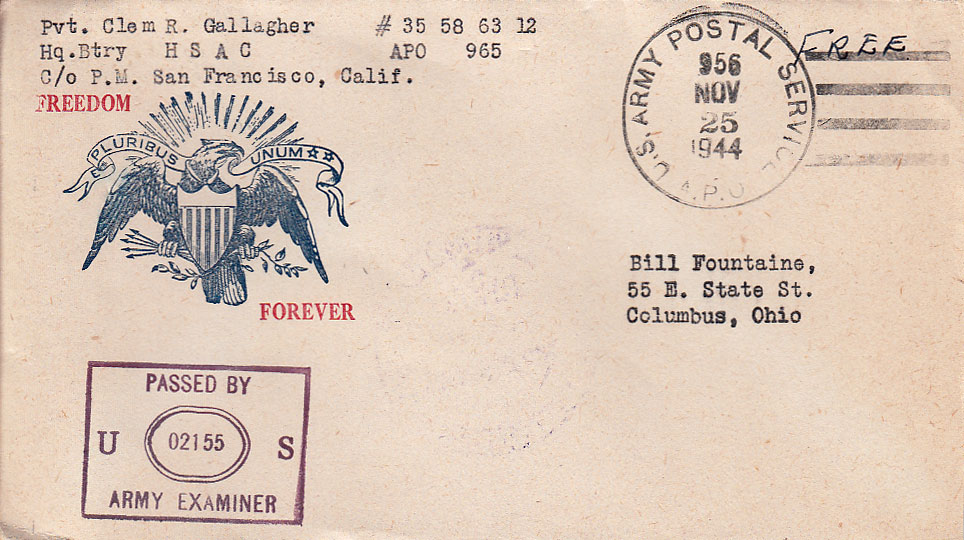 Pvt. Clem R. Gallagher # 35 58 63 12
Hq.Btry H S A C APO 965
C/o P.M. San Francisco, Calif.
FREEDOM
E PLURIBUS UNUM
FOREVER
U.S. ARMY POSTAL SERVICE A.P.O.
956
NOV
25
1944
FREE
Bill Fountaine,
55 E. State St.
Columbus, Ohio
PASSED BY
U 02155 S
ARMY EXAMINER